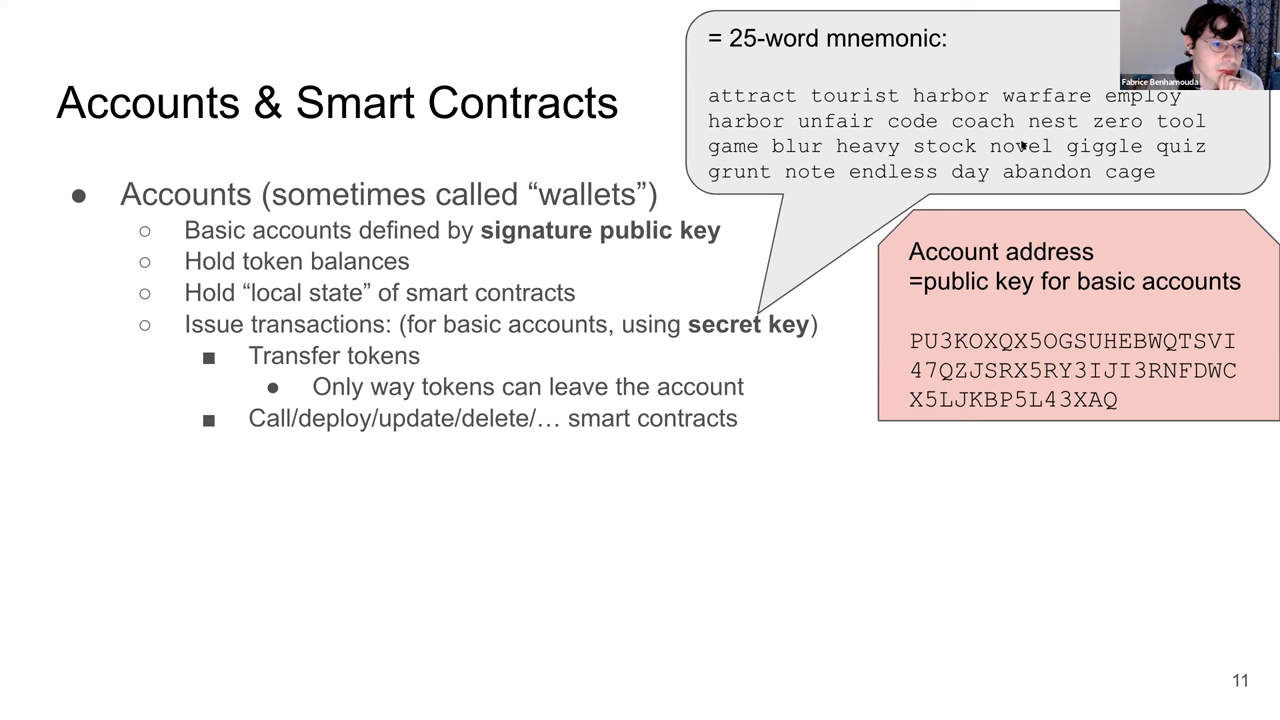 = 25-word mnemonic:
Fabrice Benhamouda
attract tourist harbor warfare employ
harbor unfair code coach nest zero tool
game blur heavy stock novel giggle quiz
grunt note endless day abandon cage
Accounts & Smart Contracts
● Accounts (sometimes called “wallets”)
○ Basic accounts defined by signature public key
○ Hold token balances
○ Hold “local state” of smart contracts
○ Issue transactions: (for basic accounts, using secret key)
■ Transfer tokens
● Only way tokens can leave the account
■ Call/deploy/update/delete/… smart contracts
Account address
=public key for basic accounts
PU3KOXQX5OGSUHEBWQTSVI
47QZJSRX5RY3IJI3RNFDWC
X5LJKBP5L43XAQ
11